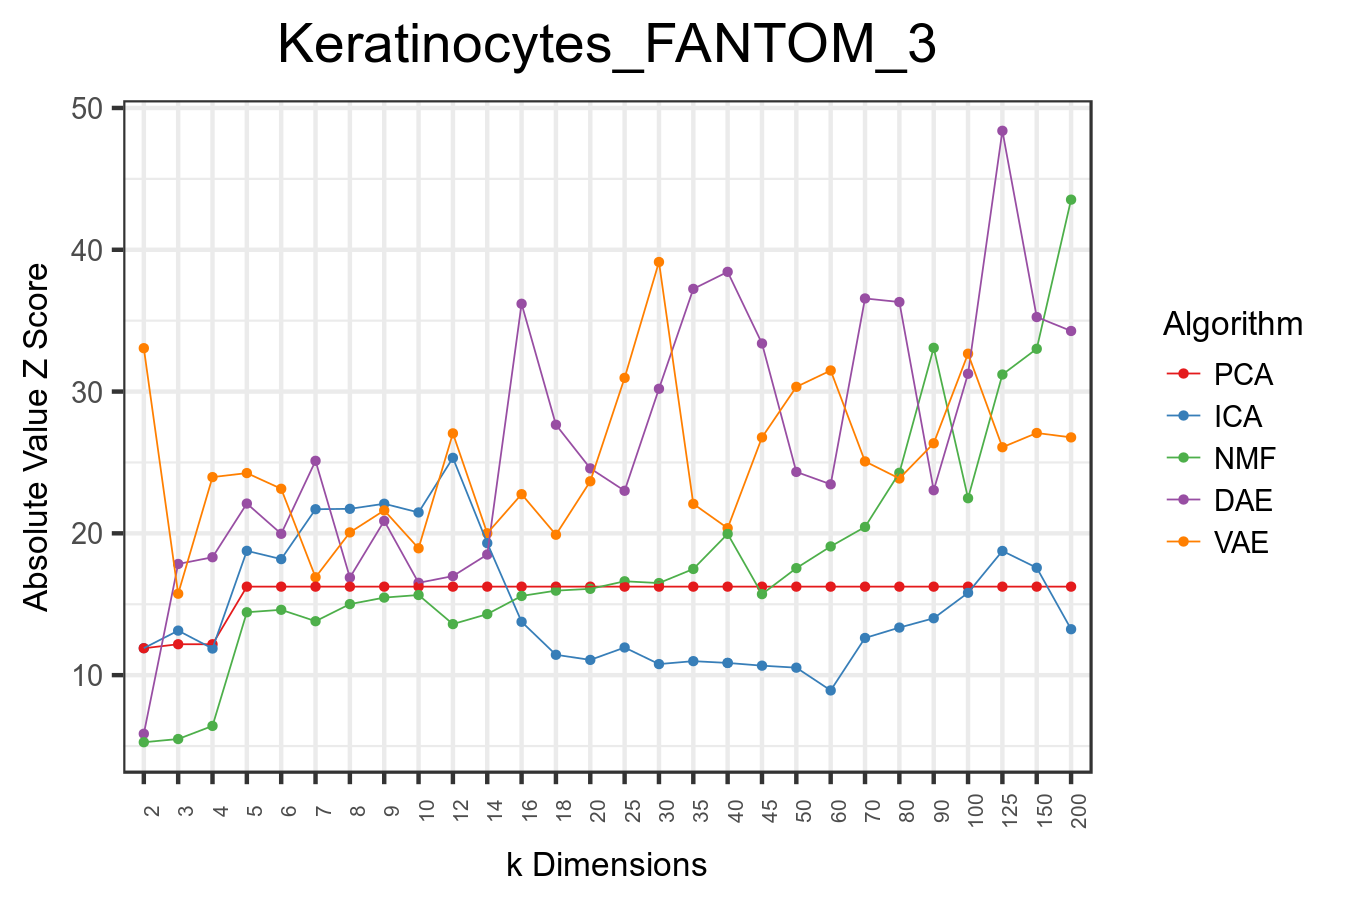 Keratinocytes_FANTOM_3
Absolute Value Z Score
50
40
30
20
10
2 3 4 5 6 7 8 9 10 12 14 16 18 20 25 30 35 40 45 50 60 70 80 90 100 125 150 200
k Dimensions
Algorithm
PCA
ICA
NMF
DAE
VAE